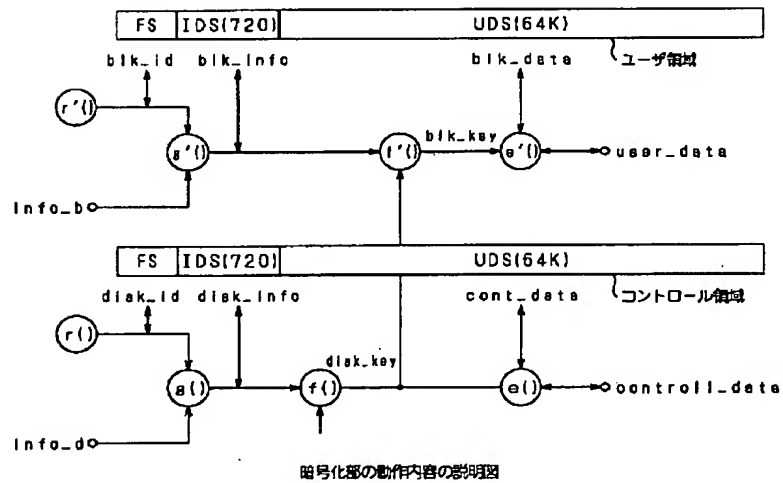 FS IDS(720) UDS(64K)
blk_id blk_info blk_data ユーザ領域
r'()
s'() f'() blk_key e'() user_data
info_b
FS IDS(720) UDS(64K)
disk_id disk_info cont_data コントロール領域
r()
disk_key
s() f() e() controll_data
info_d
暗号化部の動作内容の説明図